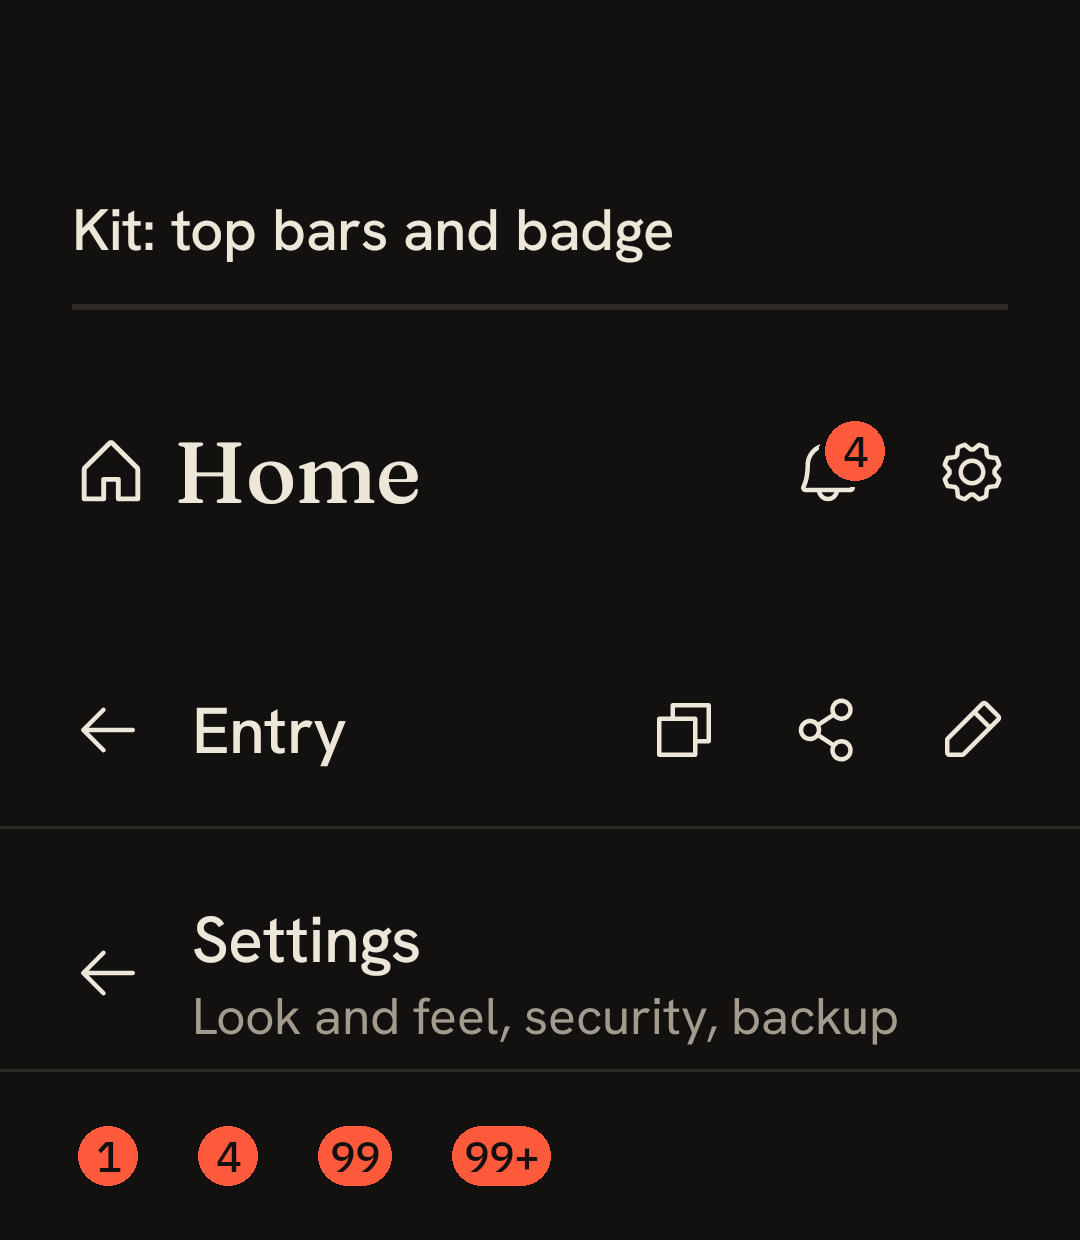 Kit: top bars and badge
Home
4
Entry
Settings
Look and feel, security, backup
1 4 99 99+